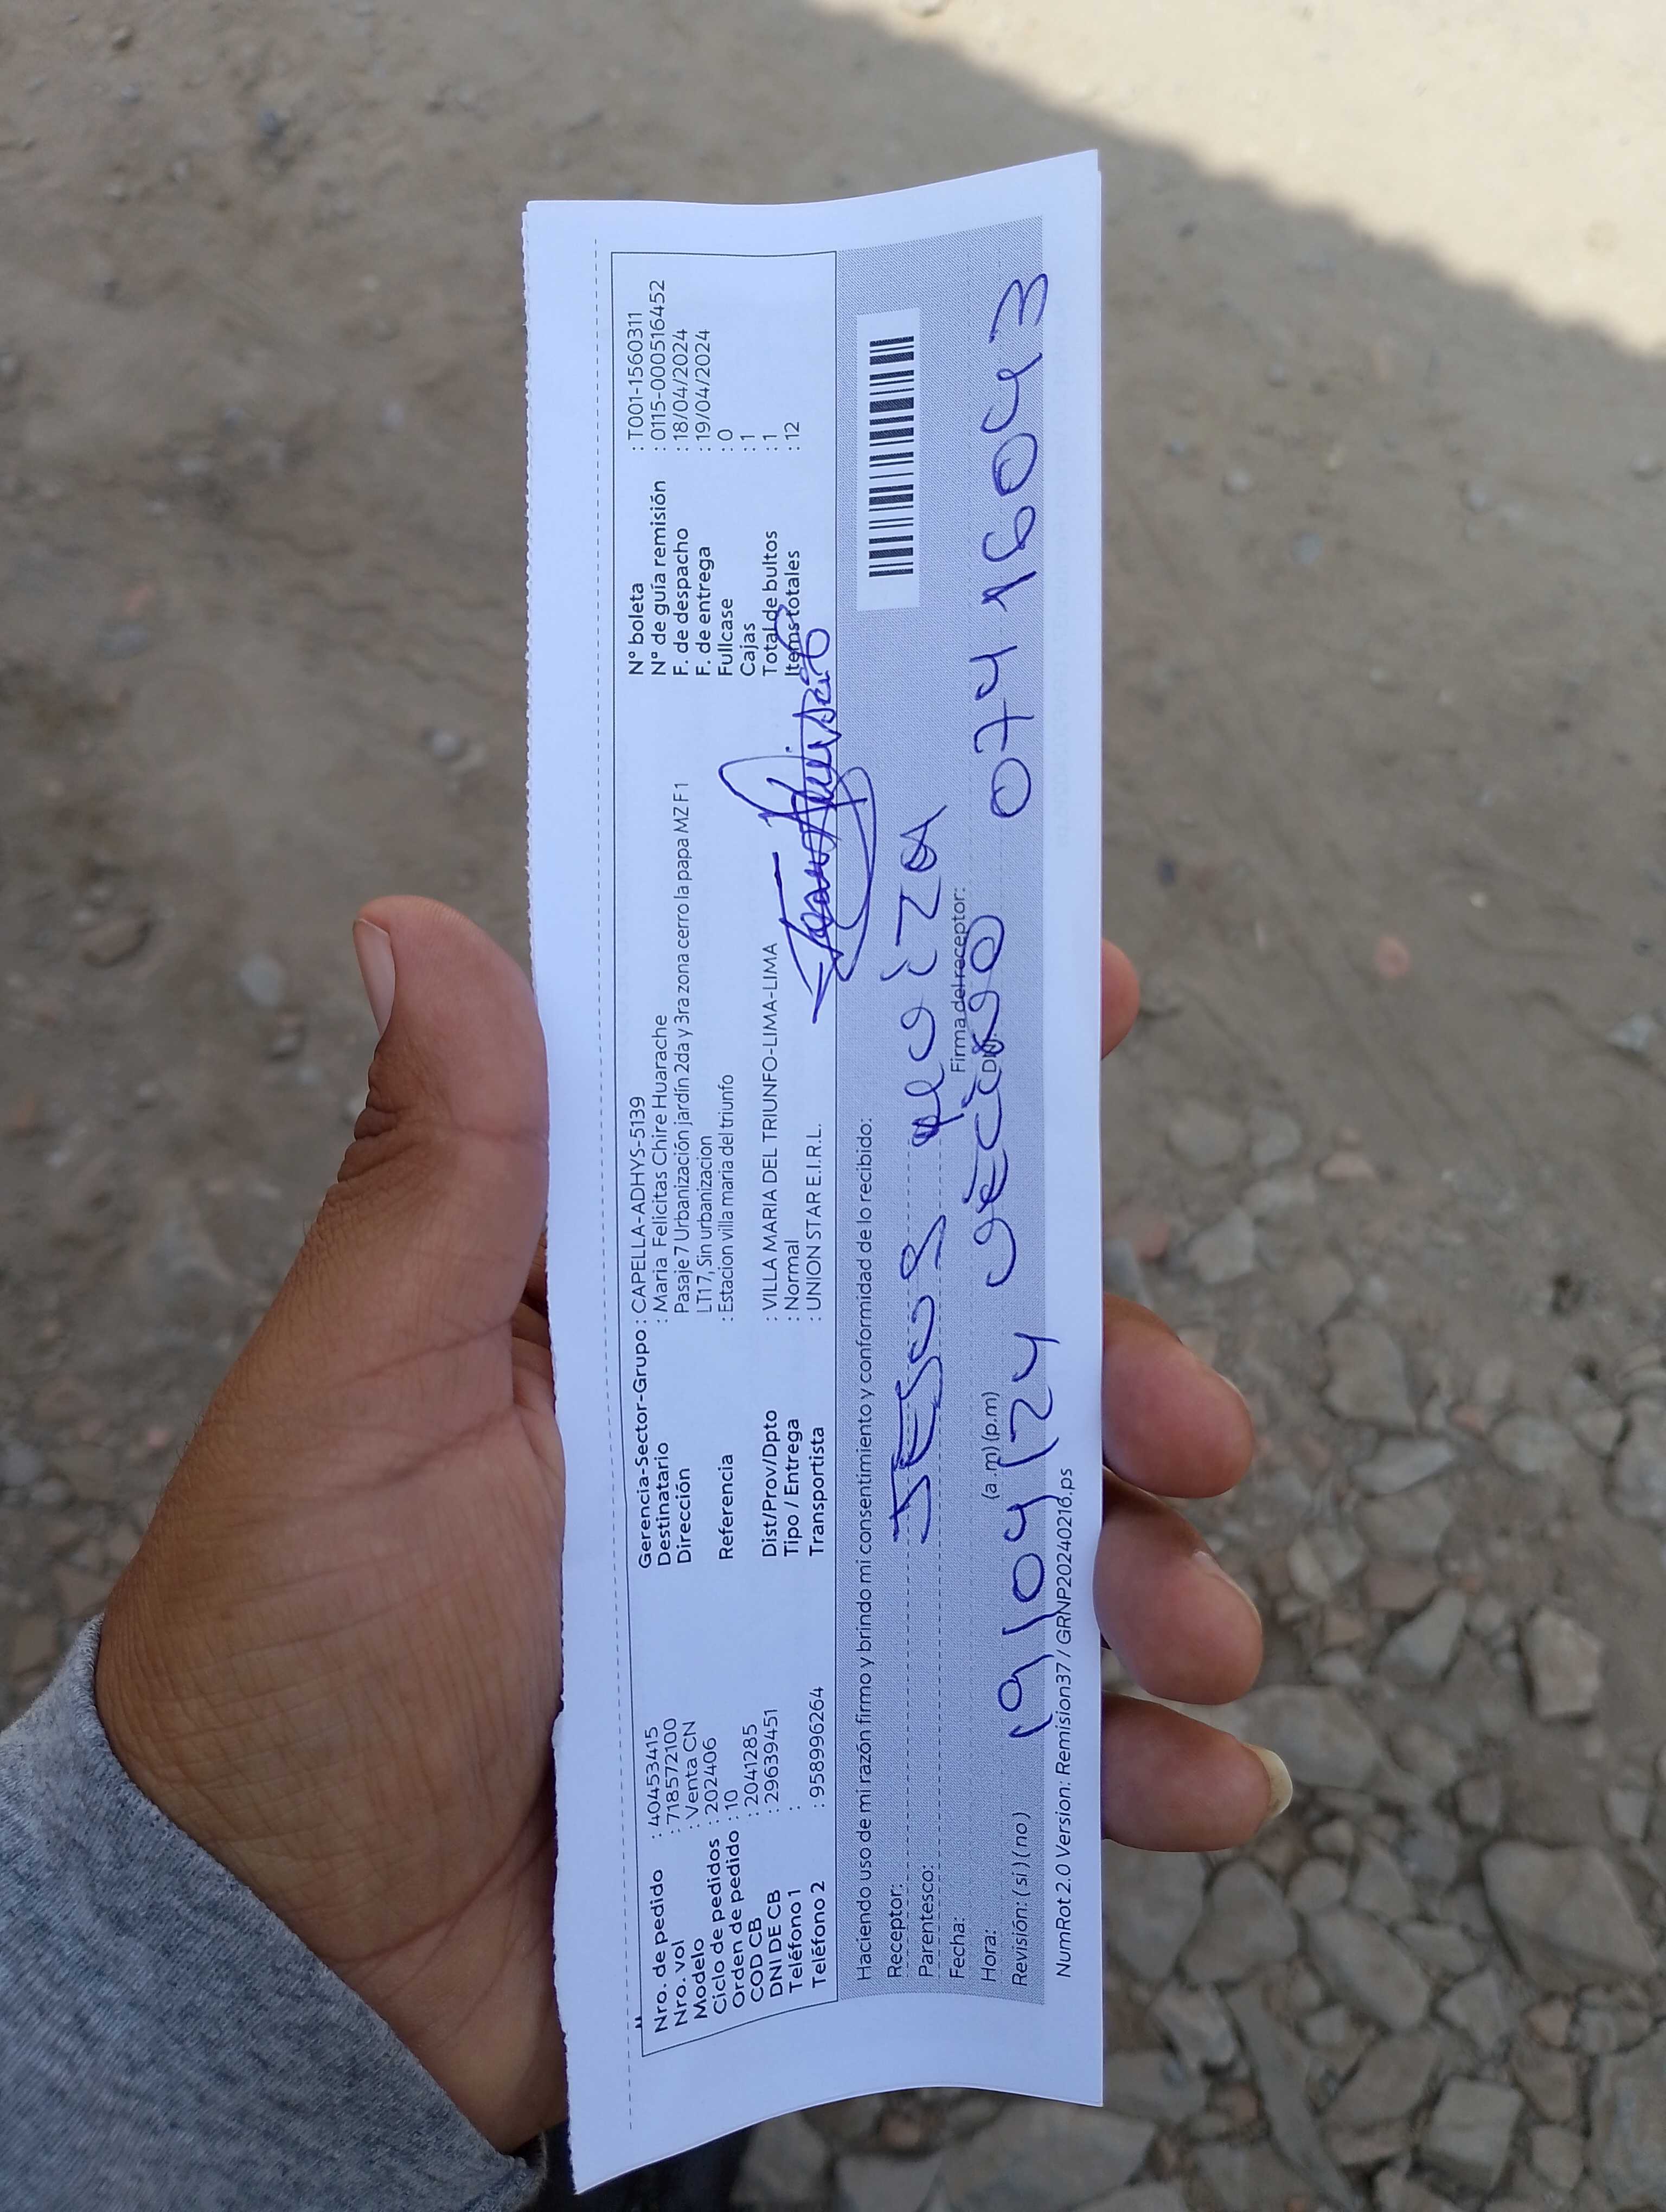 Nro. de pedido : 40453415
Nro. vol : 718572100
Modelo : Venta CN
Ciclo de pedidos : 202406
Orden de pedido : 10
COD CB : 2041285
DNI DE CB : 29639451
Teléfono 1 :
Teléfono 2 : 958996264
Gerencia-Sector-Grupo : CAPELLA-ADHYS-5139
Destinatario : Maria Felicitas Chire Huarache
Dirección Pasaje 7 Urbanización jardín 2da y 3ra zona cerro la papa MZ F1
LT17, Sin urbanizacion
Referencia : Estacion villa maria del triunfo
Dist/Prov/Dpto : VILLA MARIA DEL TRIUNFO-LIMA-LIMA
Tipo / Entrega : Normal
Transportista : UNION STAR E.I.R.L.
N° boleta : T001-1560311
N° de guía remisión : 0115-000516452
F. de despacho : 18/04/2024
F. de entrega : 19/04/2024
Fullcase : 0
Cajas : 1
Total de bultos : 1
Items totales : 12
Haciendo uso de mi razón firmo y brindo mi consentimiento y conformidad de lo recibido:
Receptor: JESUS
Parentesco:
Fecha:
Firma del receptor:
Hora: (a.m) (p.m) DNI:
Revisión: ( si ) ( no ) 19/04/24 07416043
NumRot 2.0 Version: Remision37 / GRNP20240216.ps